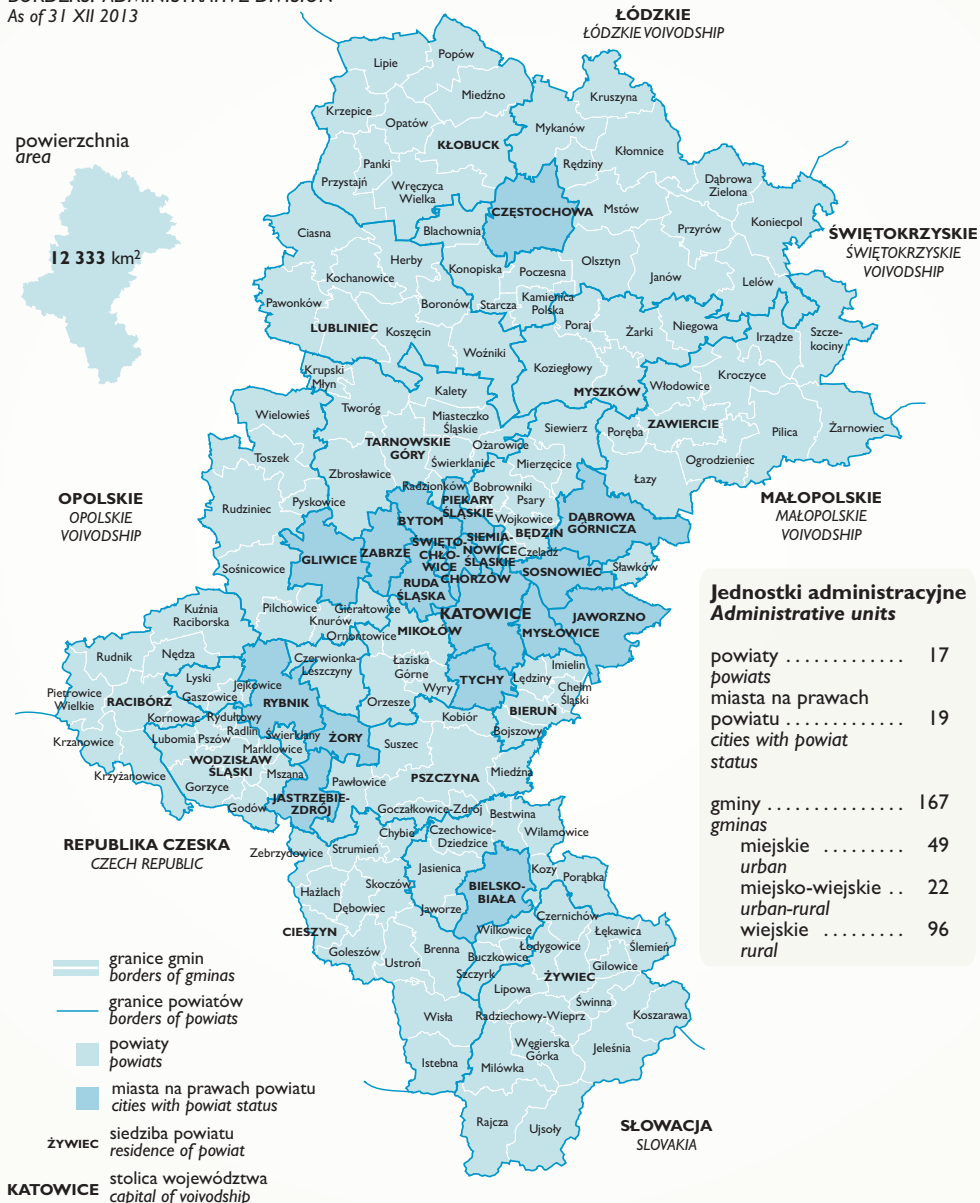 BORDERS. ADMINISTRATIVE DIVISION
As of 31 XII 2013
ŁÓDZKIE
ŁÓDZKIE VOIVODSHIP
powierzchnia
area
12 333 km²
Lipie
Popów
Miedźno
Krzepice
Opatów
KŁOBUCK
Panki
Przystajń
Wręczyca
Wielka
Kruszyna
Mykanów
Kłomnice
Rędziny
Dąbrowa
Zielona
CZĘSTOCHOWA
Mstów
Przyrów
Koniecpol
ŚWIĘTOKRZYSKIE
ŚWIĘTOKRZYSKIE
VOIVODSHIP
Ciasna
Blachownia
Herby
Konopiska
Poczesna
Olsztyn
Janów
Lelów
Kochanowice
Pawonków
Boronów
Starcza
Kamienica
Polska
LUBLINIEC
Koszęcin
Poraj
Żarki
Niegowa
Irządze
Szcze-
kociny
Woźniki
Koziegłowy
MYSZKÓW
Włodowice
Kroczyce
Krupski
Młyn
Kalety
Wielowieś
Tworóg
Miasteczko
Śląskie
Siewierz
Poręba
ZAWIERCIE
Pilica
Żarnowiec
TARNOWSKIE
GÓRY
Ożarowice
Toszek
Świerklaniec
Mierzęcice
Ogrodzieniec
Zbrosławice
Łazy
OPOLSKIE
OPOLSKIE
VOIVODSHIP
MAŁOPOLSKIE
MAŁOPOLSKIE
VOIVODSHIP
Rudziniec
Pyskowice
Radzionków
Bobrowniki
PIEKARY
ŚLĄSKIE
Psary
Wojkowice
BĘDZIN
DĄBROWA
GÓRNICZA
BYTOM
ŚWIĘTO-
CHŁO-
WICE
SIEMIA-
NOWICE
ŚLĄSKIE
Czeladź
GLIWICE
ZABRZE
Sośnicowice
RUDA
ŚLĄSKA
CHORZÓW
SOSNOWIEC
Sławków
Kuźnia
Raciborska
Pilchowice
Gierałtowice
Knurów
Ornontowice
MIKOŁÓW
KATOWICE
MYSŁOWICE
JAWORZNO
Rudnik
Nędza
Czerwionka-
Leszczyny
Łaziska
Górne
Wyry
TYCHY
Lędziny
Imielin
Chełm
Śląski
Lyski
Jejkowice
Gaszowice
Pietrowice
Wielkie
RACIBÓRZ
RYBNIK
Orzesze
BIERUŃ
Kornowac
Rydułtowy
Kobiór
Bojszowy
Krzanowice
Lubomia
Pszów
Radlin
Świerklany
ŻORY
Suszec
Marklowice
WODZISŁAW
ŚLĄSKI
Krzyżanowice
Mszana
Pawłowice
PSZCZYNA
Miedźna
Gorzyce
Godów
JASTRZĘBIE-
ZDRÓJ
Goczałkowice-Zdrój
Bestwina
REPUBLIKA CZESKA
CZECH REPUBLIC
Zebrzydowice
Strumień
Chybie
Czechowice-
Dziedzice
Wilamowice
Jasienica
Kozy
Porąbka
Hażlach
Skoczów
Dębowiec
BIELSKO-
BIAŁA
Jaworze
Czernichów
CIESZYN
Wilkowice
Łękawica
Goleszów
Brenna
Łodygowice
Ślemień
Ustroń
Buczkowice
Gilowice
Szczyrk
ŻYWIEC
Lipowa
Świnna
Wisła
Radziechowy-Wieprz
Koszarawa
Węgierska
Górka
Jeleśnia
Istebna
Milówka
Rajcza
Ujsoły
SŁOWACJA
SLOVAKIA
Jednostki administracyjne
Administrative units
powiaty ............. 17
powiats
miasta na prawach
powiatu ............. 19
cities with powiat
status
gminy ............... 167
gminas
miejskie ......... 49
urban
miejsko-wiejskie .. 22
urban-rural
wiejskie ......... 96
rural
granice gmin
borders of gminas
granice powiatów
borders of powiats
powiaty
powiats
miasta na prawach powiatu
cities with powiat status
ŻYWIEC siedziba powiatu
residence of powiat
KATOWICE stolica województwa
capital of voivodship